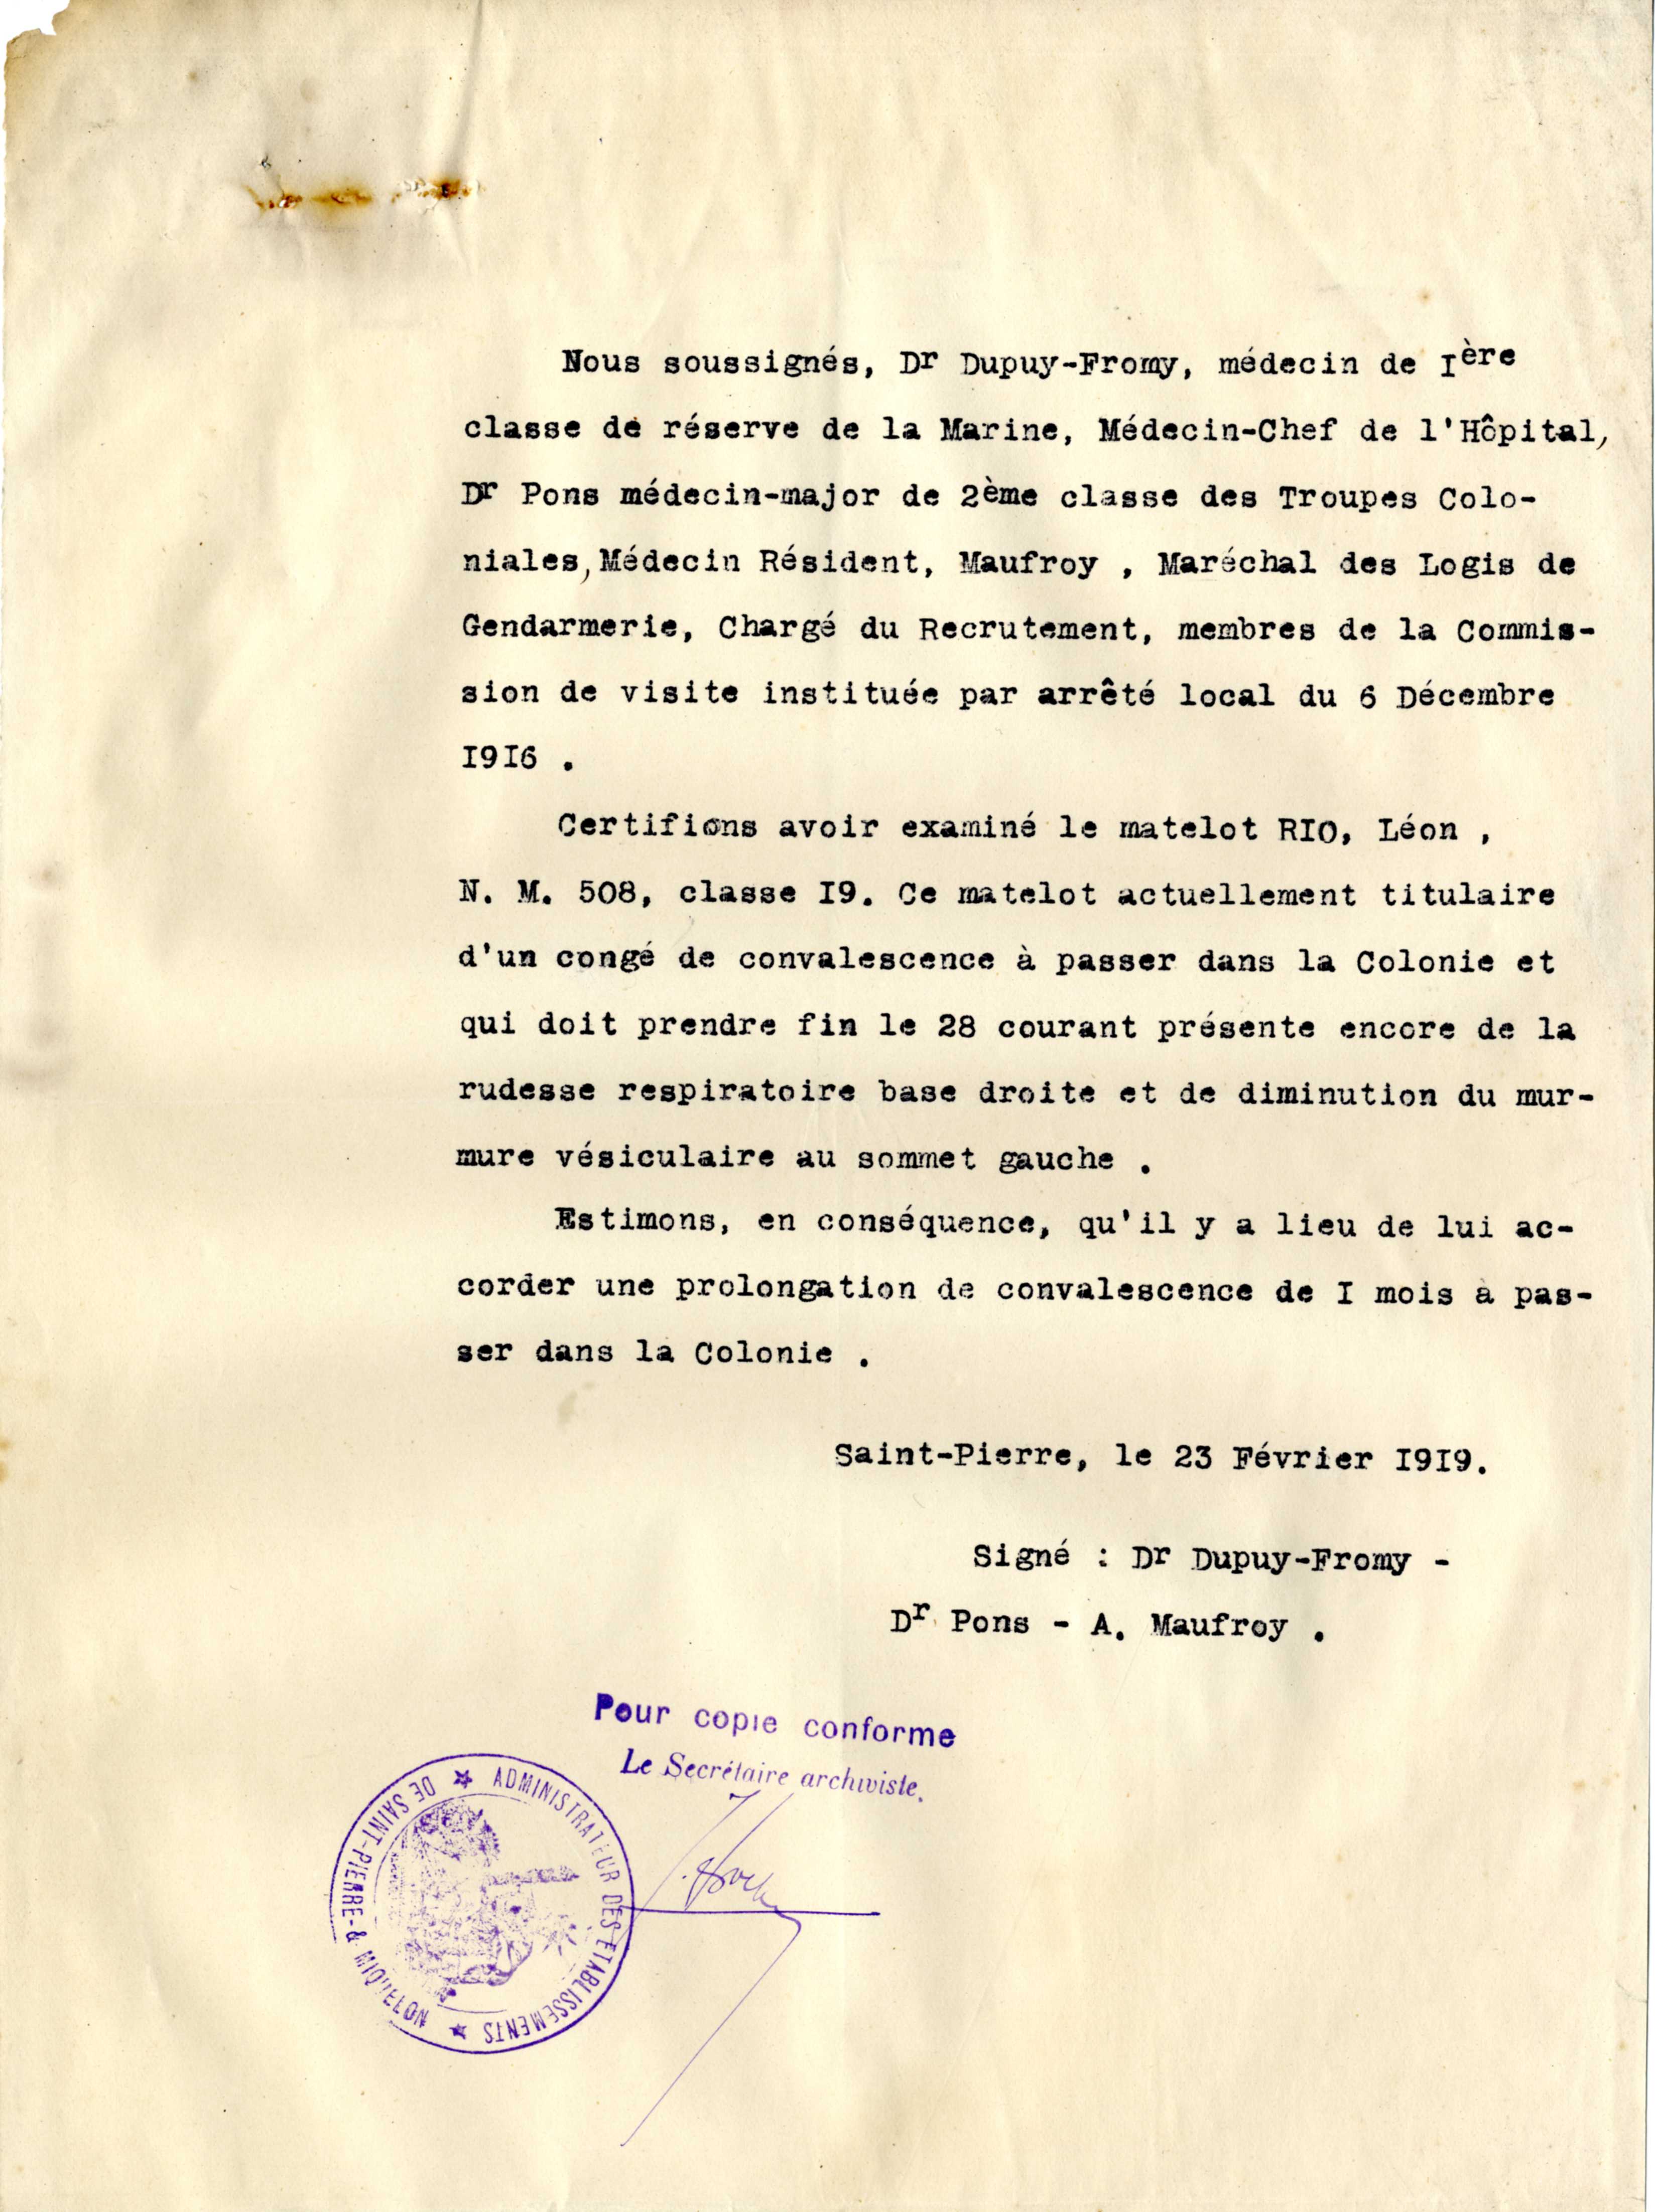 Nous soussignés, Dr Dupuy-Fromy, médecin de Ière
classe de réserve de la Marine, Médecin-Chef de l'Hôpital,
Dr Pons médecin-major de 2ème classe des Troupes Colo-
niales, Médecin Résident, Maufroy , Maréchal des Logis de
Gendarmerie, Chargé du Recrutement, membres de la Commis-
sion de visite instituée par arrêté local du 6 Décembre
I9I6 .
Certifions avoir examiné le matelot RIO, Léon ,
N. M. 508, classe I9. Ce matelot actuellement titulaire
d'un congé de convalescence à passer dans la Colonie et
qui doit prendre fin le 28 courant présente encore de la
rudesse respiratoire base droite et de diminution du mur-
mure vésiculaire au sommet gauche .
Estimons, en conséquence, qu'il y a lieu de lui ac-
corder une prolongation de convalescence de I mois à pas-
ser dans la Colonie .
Saint-Pierre, le 23 Février I9I9.
Signé : Dr Dupuy-Fromy -
Dr Pons - A. Maufroy .
Pour copie conforme
Le Secrétaire archiviste.
ADMINISTRATEUR DES ETABLISSEMENTS
DE SAINT-PIERRE-& MIQUELON